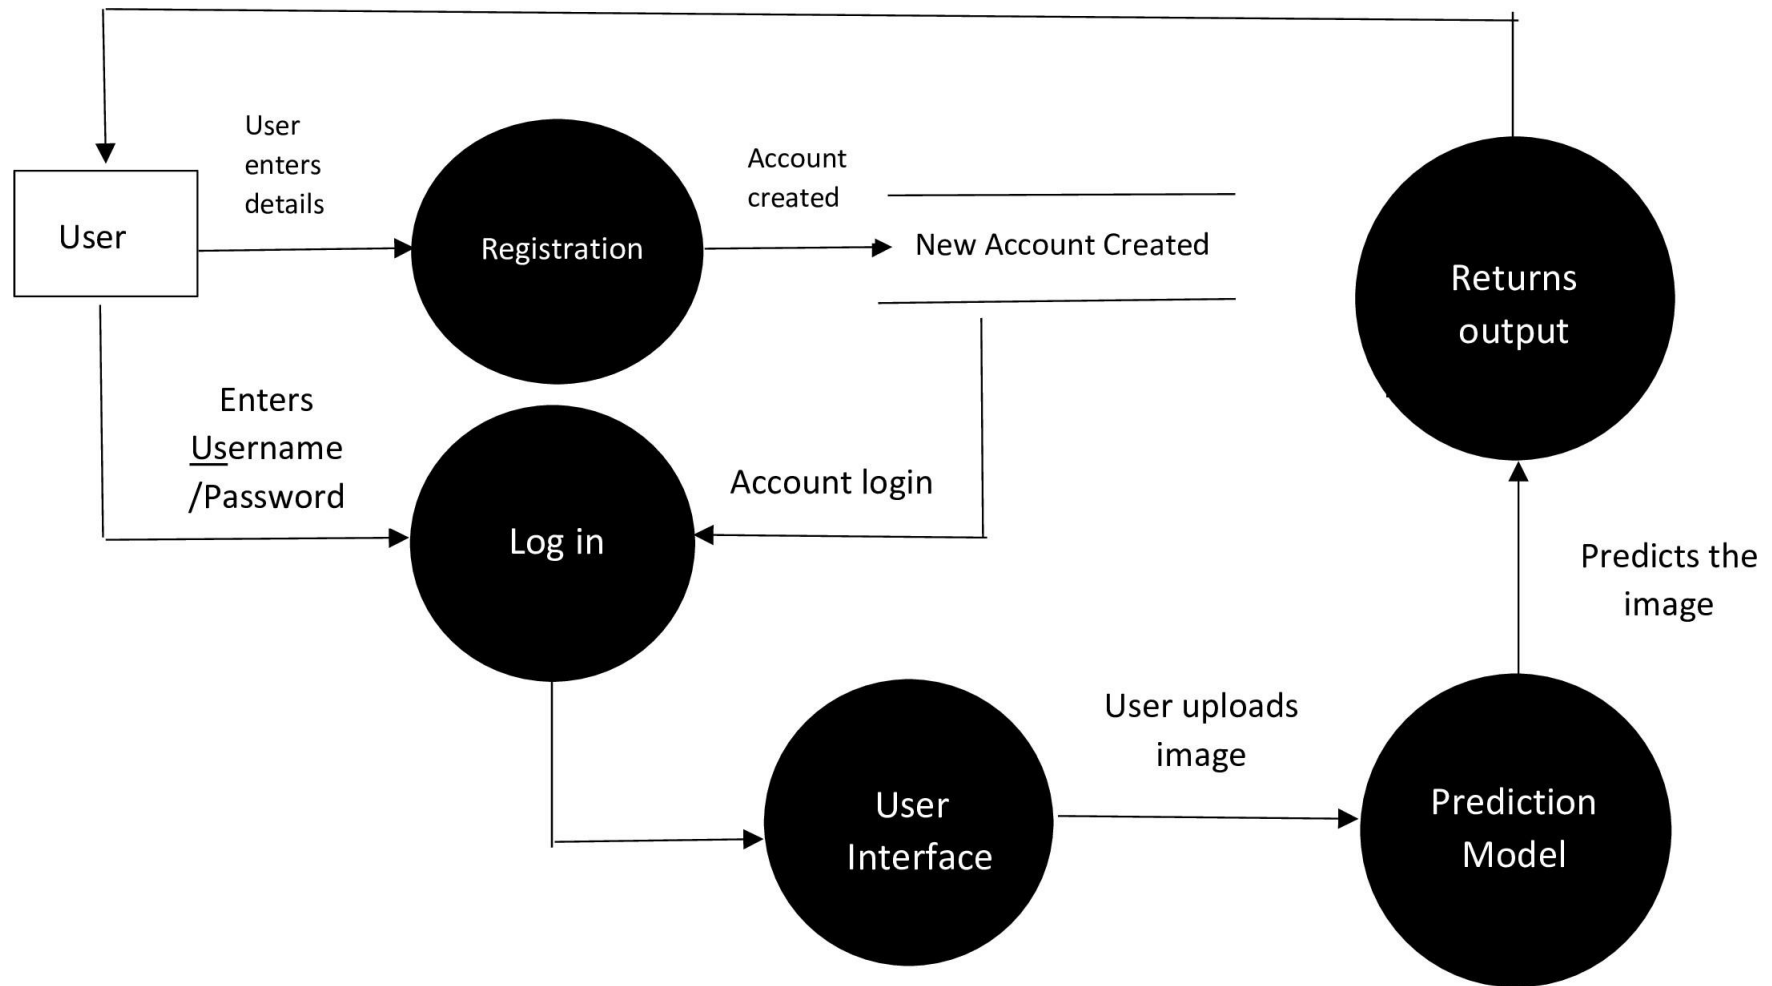 User
enters
details
User
Registration
Account
created
New Account Created
Returns
output
Enters
Username
/Password
Log in
Account login
Predicts the
image
User uploads
image
User
Interface
Prediction
Model